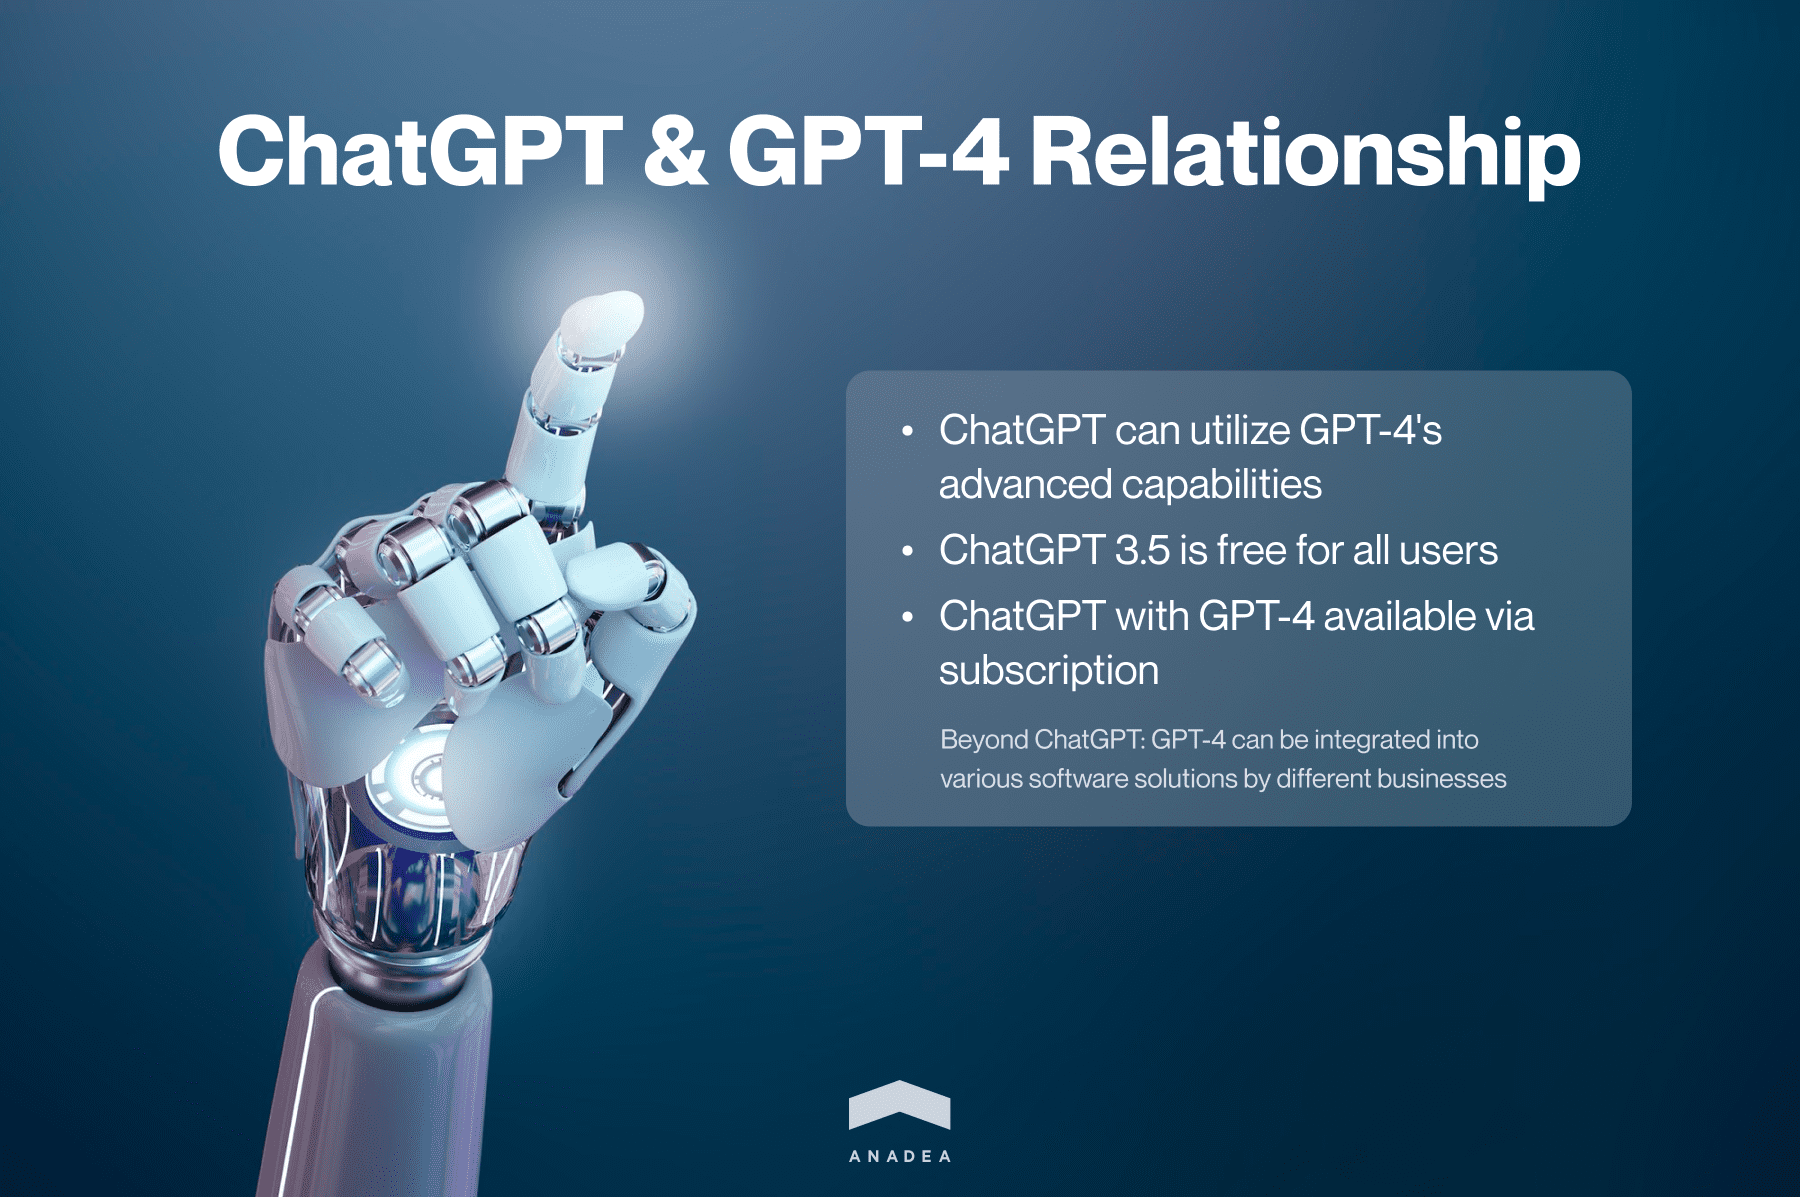 ChatGPT & GPT-4 Relationship
• ChatGPT can utilize GPT-4's
advanced capabilities
• ChatGPT 3.5 is free for all users
• ChatGPT with GPT-4 available via
subscription
Beyond ChatGPT: GPT-4 can be integrated into
various software solutions by different businesses
ANADEA